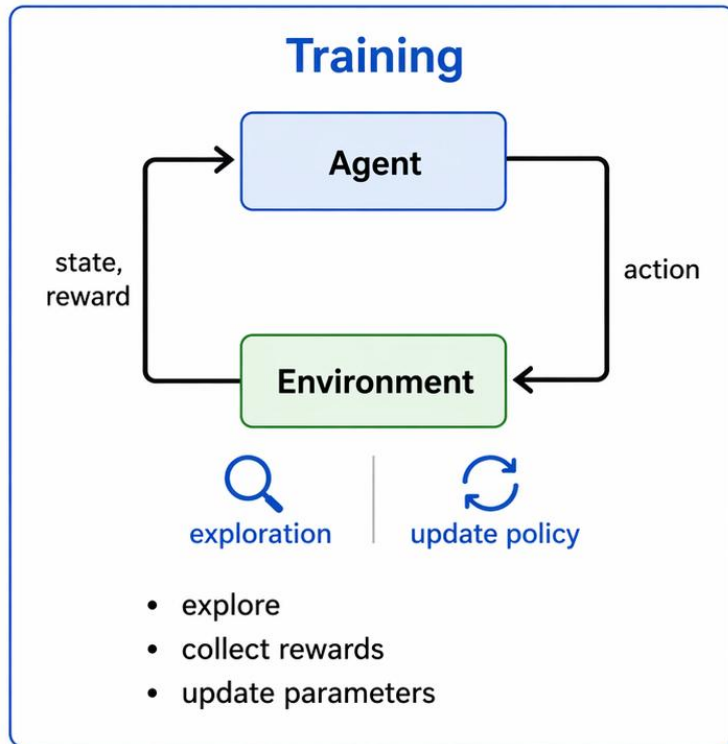 Training
Agent
state,
reward
action
Environment
exploration
update policy
• explore
• collect rewards
• update parameters